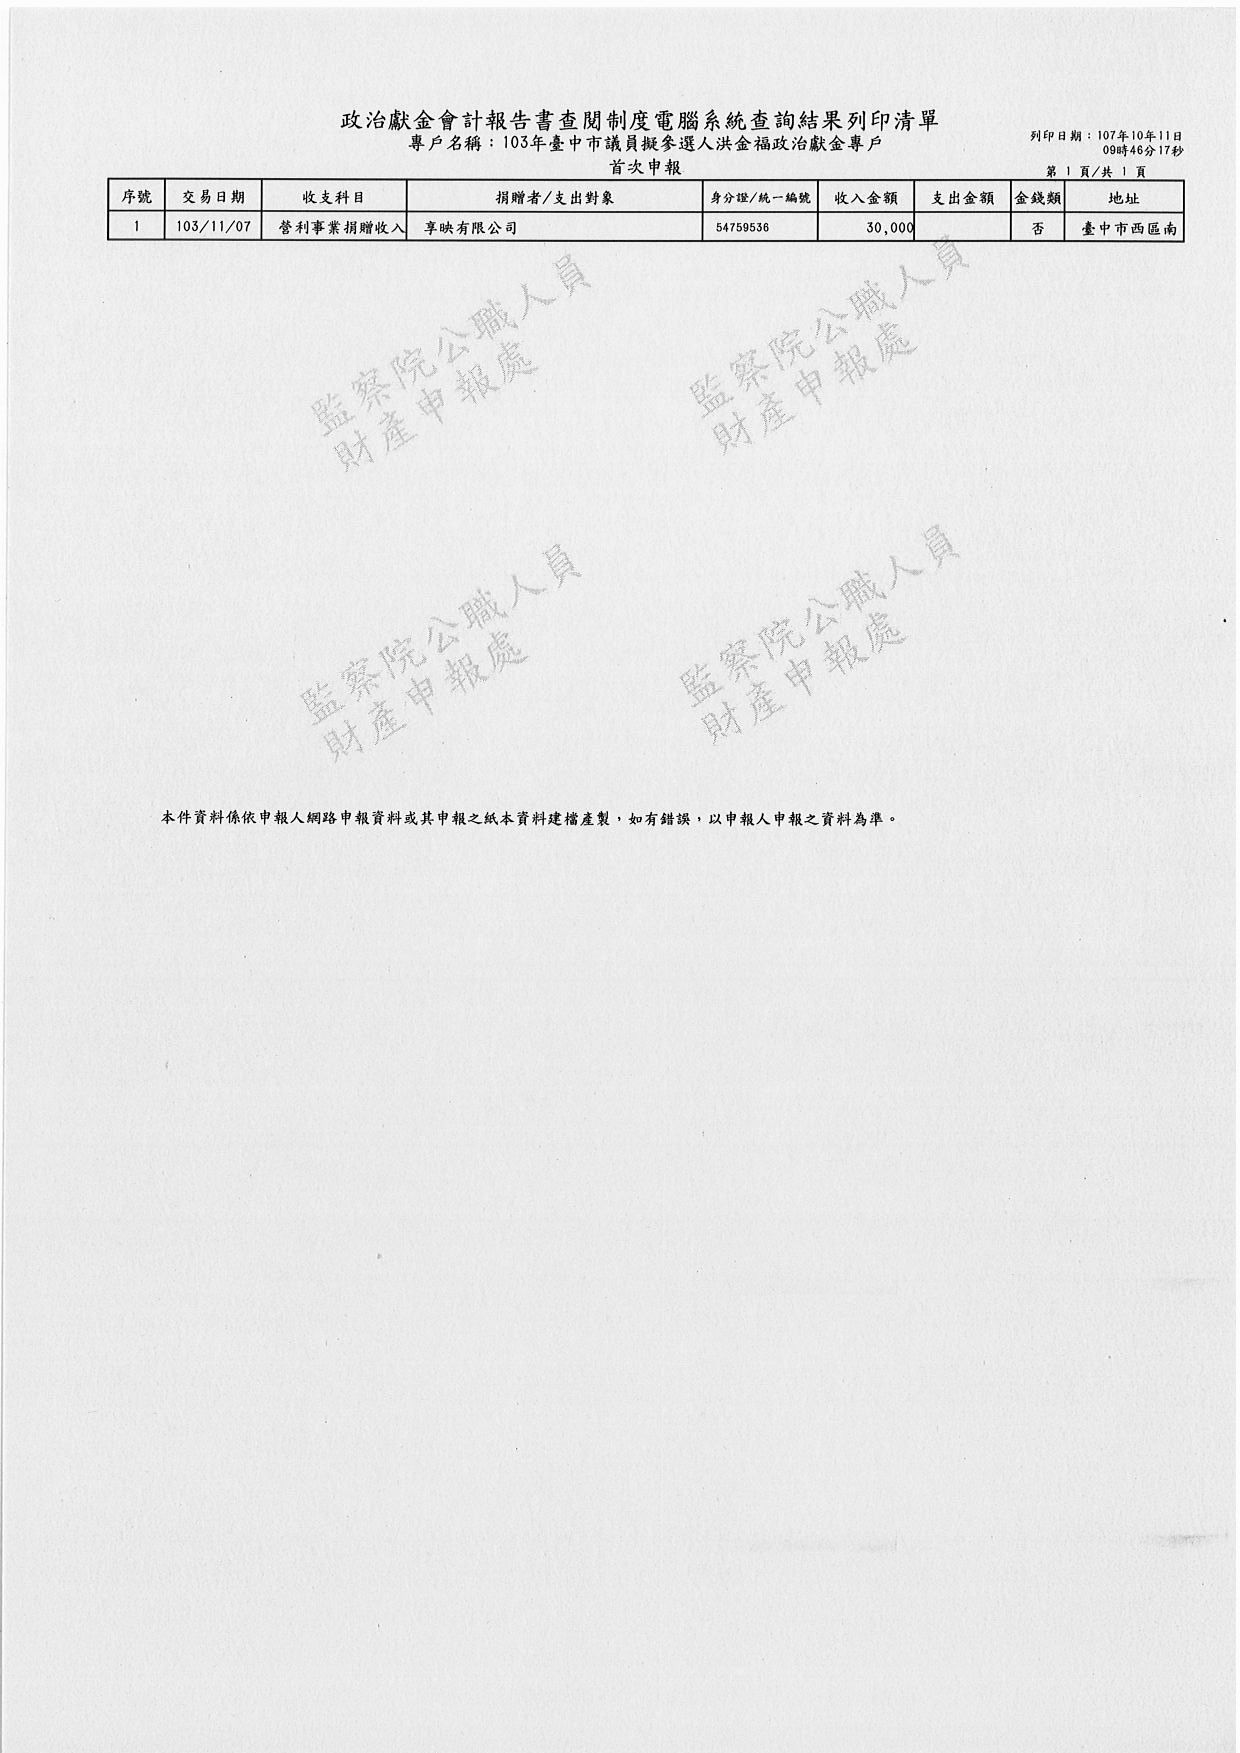 政治獻金會計報告書查閱制度電腦系統查詢結果列印清單
專戶名稱：103年臺中市議員擬參選人洪金福政治獻金專戶
列印日期：107年10年11日
09時46分17秒
首次申報
第 1 頁/共 1 頁
序號 交易日期 收支科目 捐贈者/支出對象 身分證/統一編號 收入金額 支出金額 金錢類 地址
1 103/11/07 營利事業捐贈收入 享映有限公司 54759536 30,000 否 臺中市西區南
監察院公職人員
財產申報處
監察院公職人員
財產申報處
監察院公職人員
財產申報處
監察院公職人員
財產申報處
本件資料係依申報人網路申報資料或其申報之紙本資料建檔產製，如有錯誤，以申報人申報之資料為準。